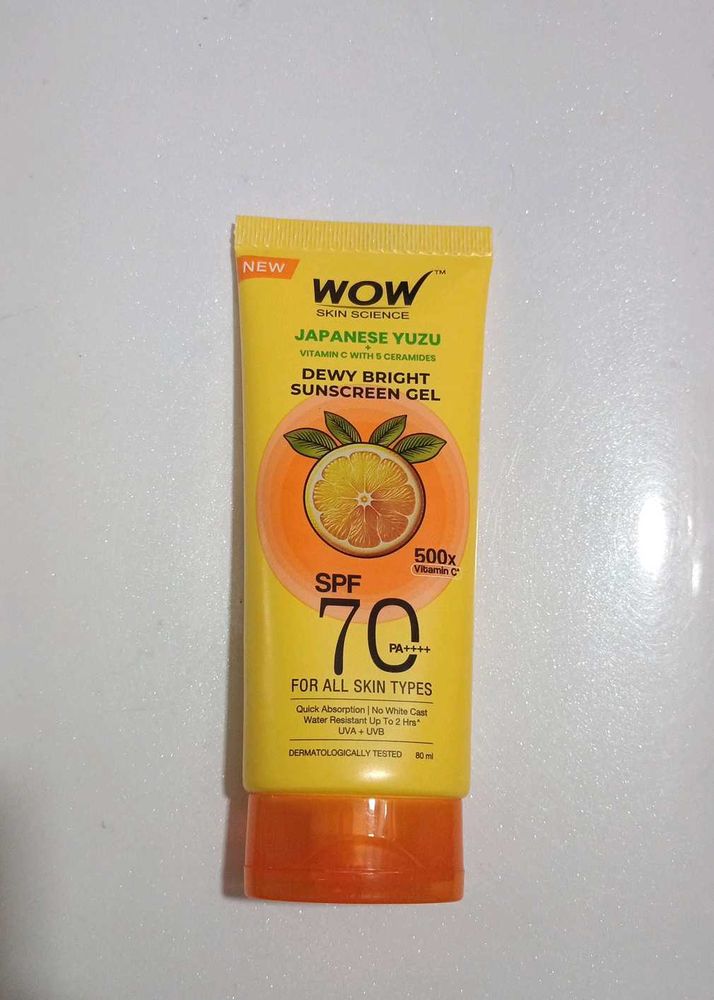 NEW
WOW™
SKIN SCIENCE
JAPANESE YUZU
+
VITAMIN C WITH 5 CERAMIDES
DEWY BRIGHT
SUNSCREEN GEL
500x
Vitamin C*
SPF
70
PA++++
FOR ALL SKIN TYPES
Quick Absorption | No White Cast
Water Resistant Up To 2 Hrs^
UVA + UVB
DERMATOLOGICALLY TESTED 80 ml